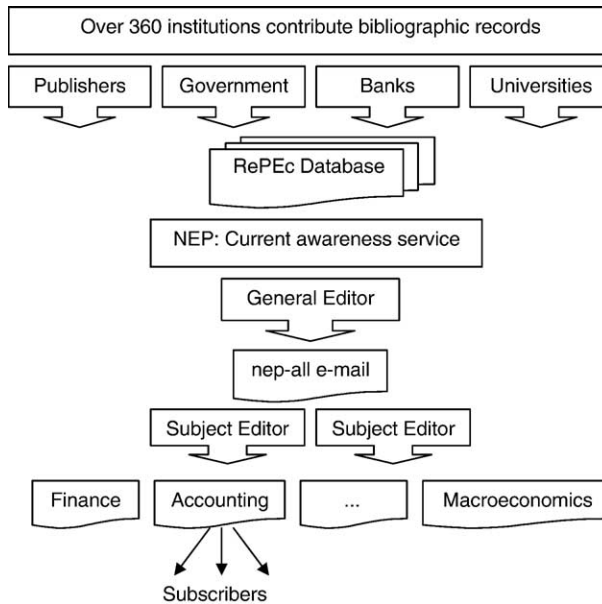 Over 360 institutions contribute bibliographic records
Publishers
Government
Banks
Universities
RePEc Database
NEP: Current awareness service
General Editor
nep-all e-mail
Subject Editor
Subject Editor
Finance
Accounting
...
Macroeconomics
Subscribers